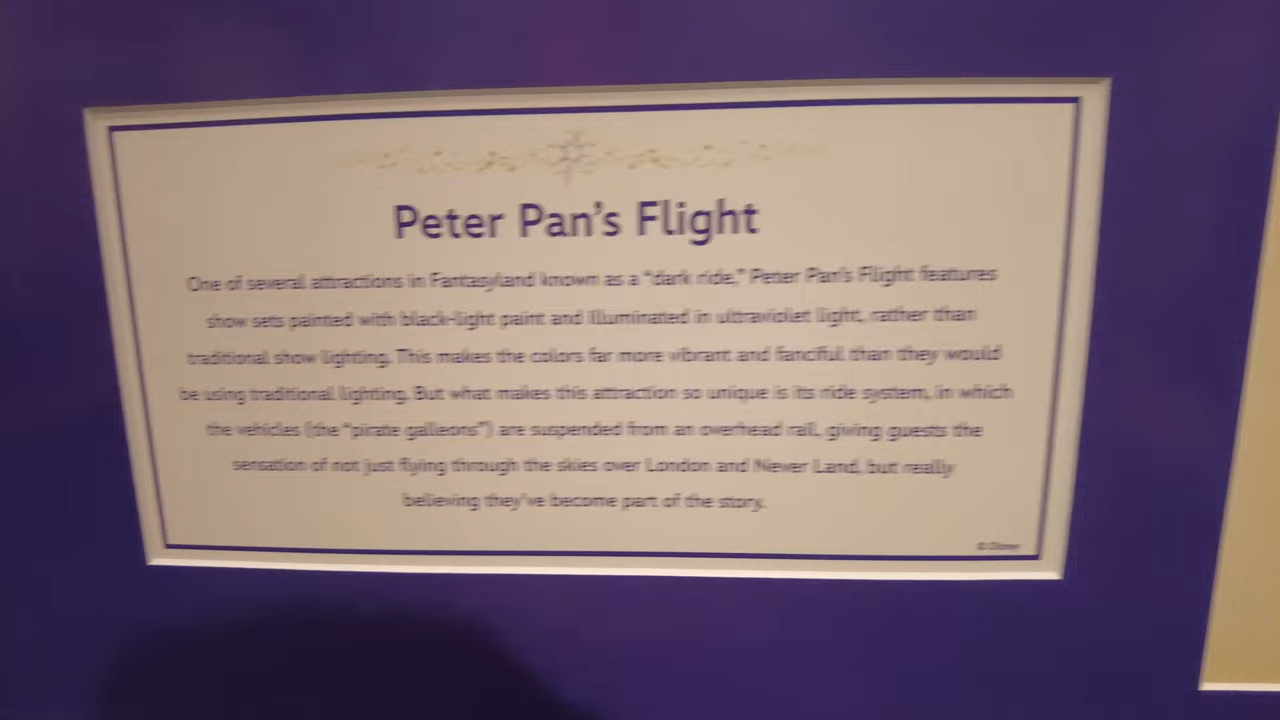 Peter Pan's Flight
One of several attractions in Fantasyland known as a "dark ride," Peter Pan's Flight features
show sets painted with black-light paint and illuminated in ultraviolet light, rather than
traditional show lighting. This makes the colors far more vibrant and fanciful than they would
be using traditional lighting. But what makes this attraction so unique is its ride system, in which
the vehicles (the "pirate galleons") are suspended from an overhead rail, giving guests the
sensation of not just flying through the skies over London and Never Land, but really
believing they've become part of the story.
© Disney